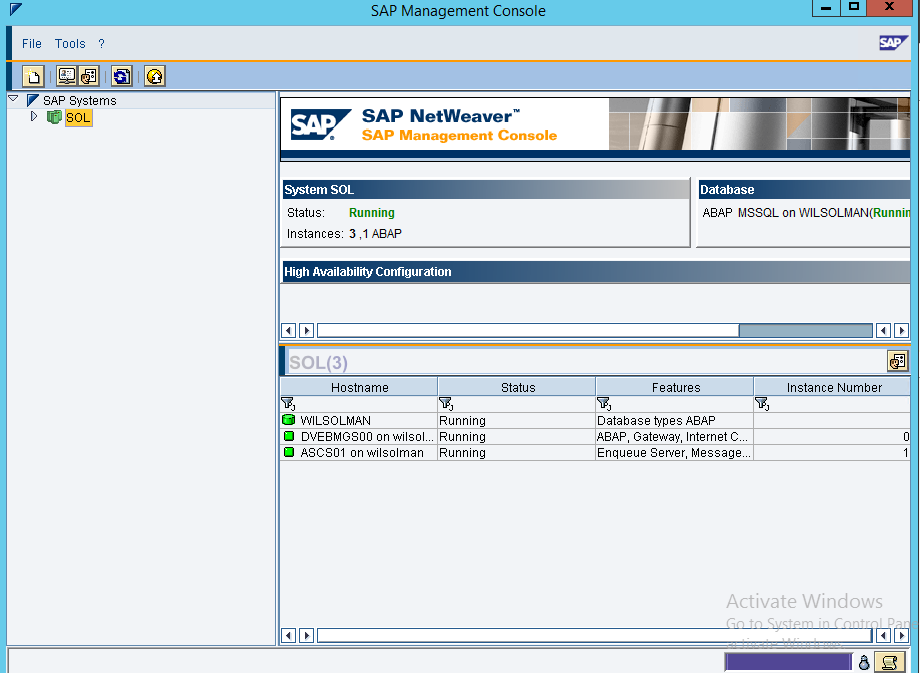 SAP Management Console
File Tools ?
SAP
SAP Systems
SOL
SAP
SAP NetWeaver™
SAP Management Console
System SOL
Status: Running
Instances: 3 ,1 ABAP
Database
ABAP MSSQL on WILSOLMAN(Runnin
High Availability Configuration
SOL(3)
Hostname Status Features Instance Number
WILSOLMAN Running Database types ABAP
DVEBMGS00 on wilsol... Running ABAP, Gateway, Internet C... 0
ASCS01 on wilsolman Running Enqueue Server, Message... 1
Activate Windows
Go to System in Control Pan
activate Windows.